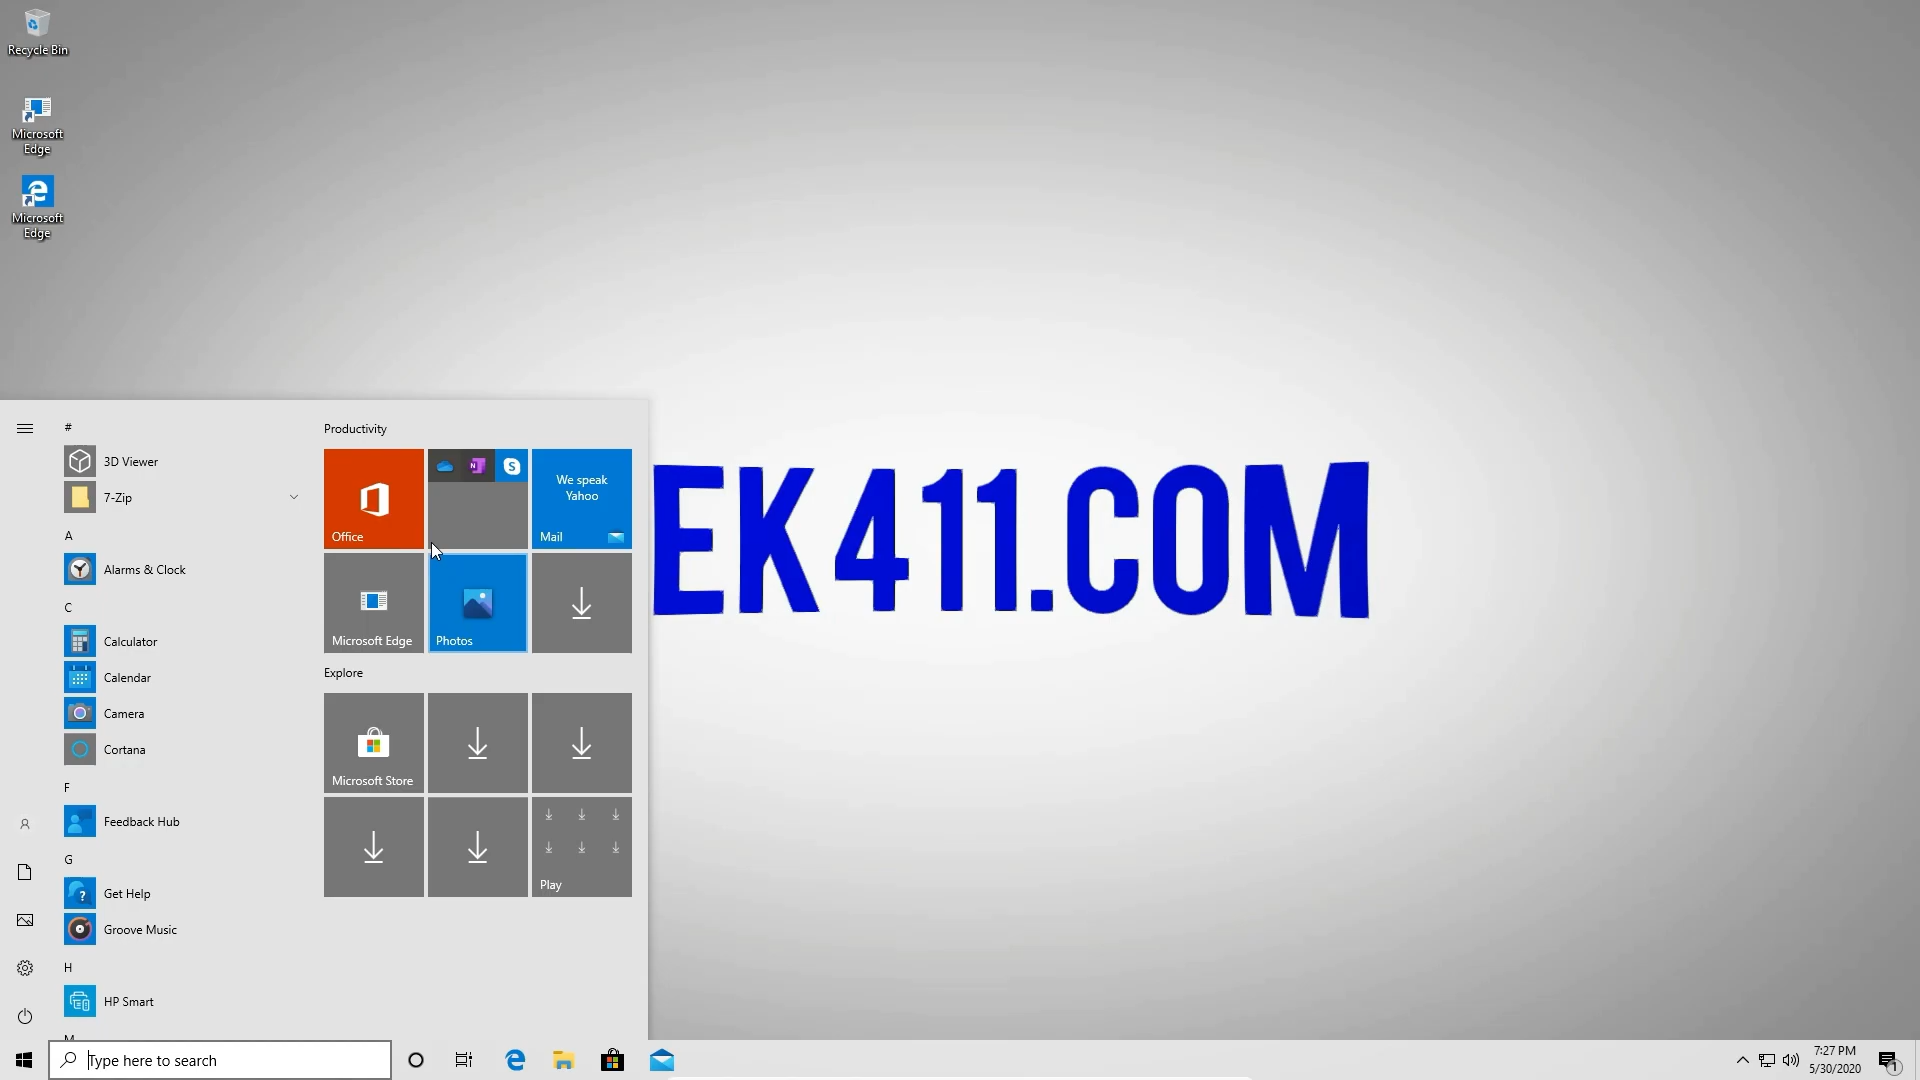 Recycle Bin
Microsoft
Edge
Microsoft
Edge
EK411.COM
#
3D Viewer
7-Zip
A
Alarms & Clock
C
Calculator
Calendar
Camera
Cortana
F
Feedback Hub
G
Get Help
Groove Music
H
HP Smart
M
Productivity
Office
We speak
Yahoo
Mail
Microsoft Edge
Photos
Explore
Microsoft Store
Play
Type here to search
7:27 PM
5/30/2020
1